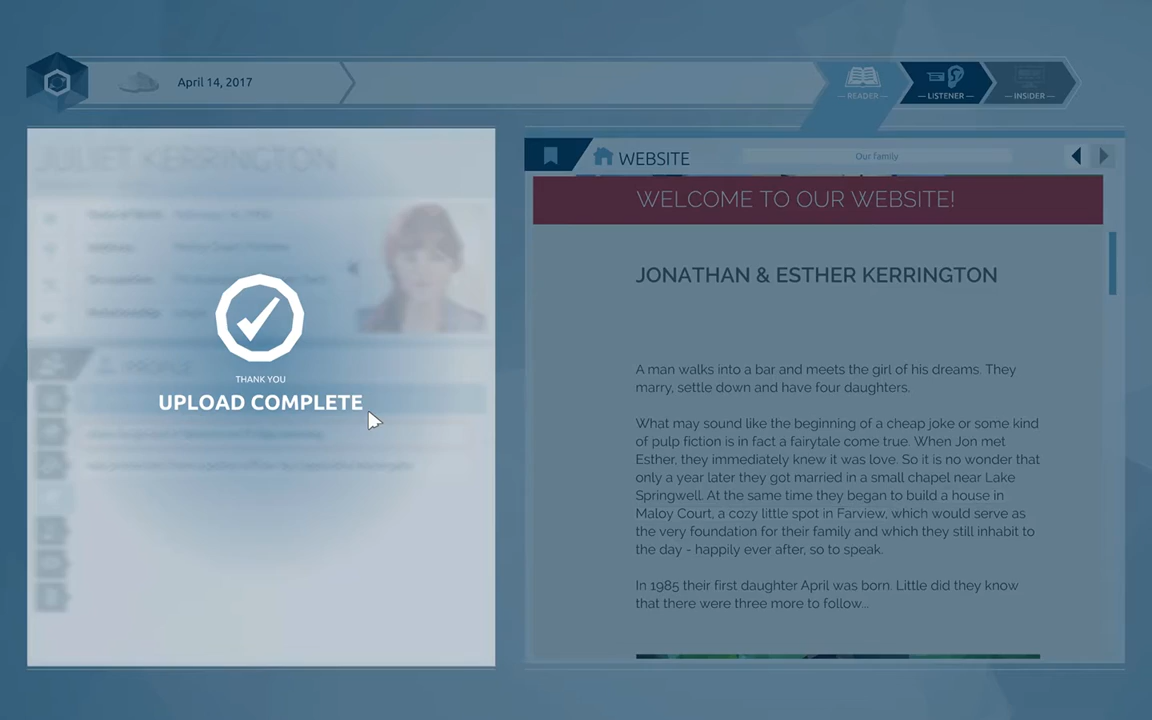 April 14, 2017
— READER —
— LISTENER —
— INSIDER —
JULIET KERRINGTON
THANK YOU
UPLOAD COMPLETE
WEBSITE
Our family
WELCOME TO OUR WEBSITE!
JONATHAN & ESTHER KERRINGTON
A man walks into a bar and meets the girl of his dreams. They
marry, settle down and have four daughters.
What may sound like the beginning of a cheap joke or some kind
of pulp fiction is in fact a fairytale come true. When Jon met
Esther, they immediately knew it was love. So it is no wonder that
only a year later they got married in a small chapel near Lake
Springwell. At the same time they began to build a house in
Maloy Court, a cozy little spot in Farview, which would serve as
the very foundation for their family and which they still inhabit to
the day - happily ever after, so to speak.
In 1985 their first daughter April was born. Little did they know
that there were three more to follow...